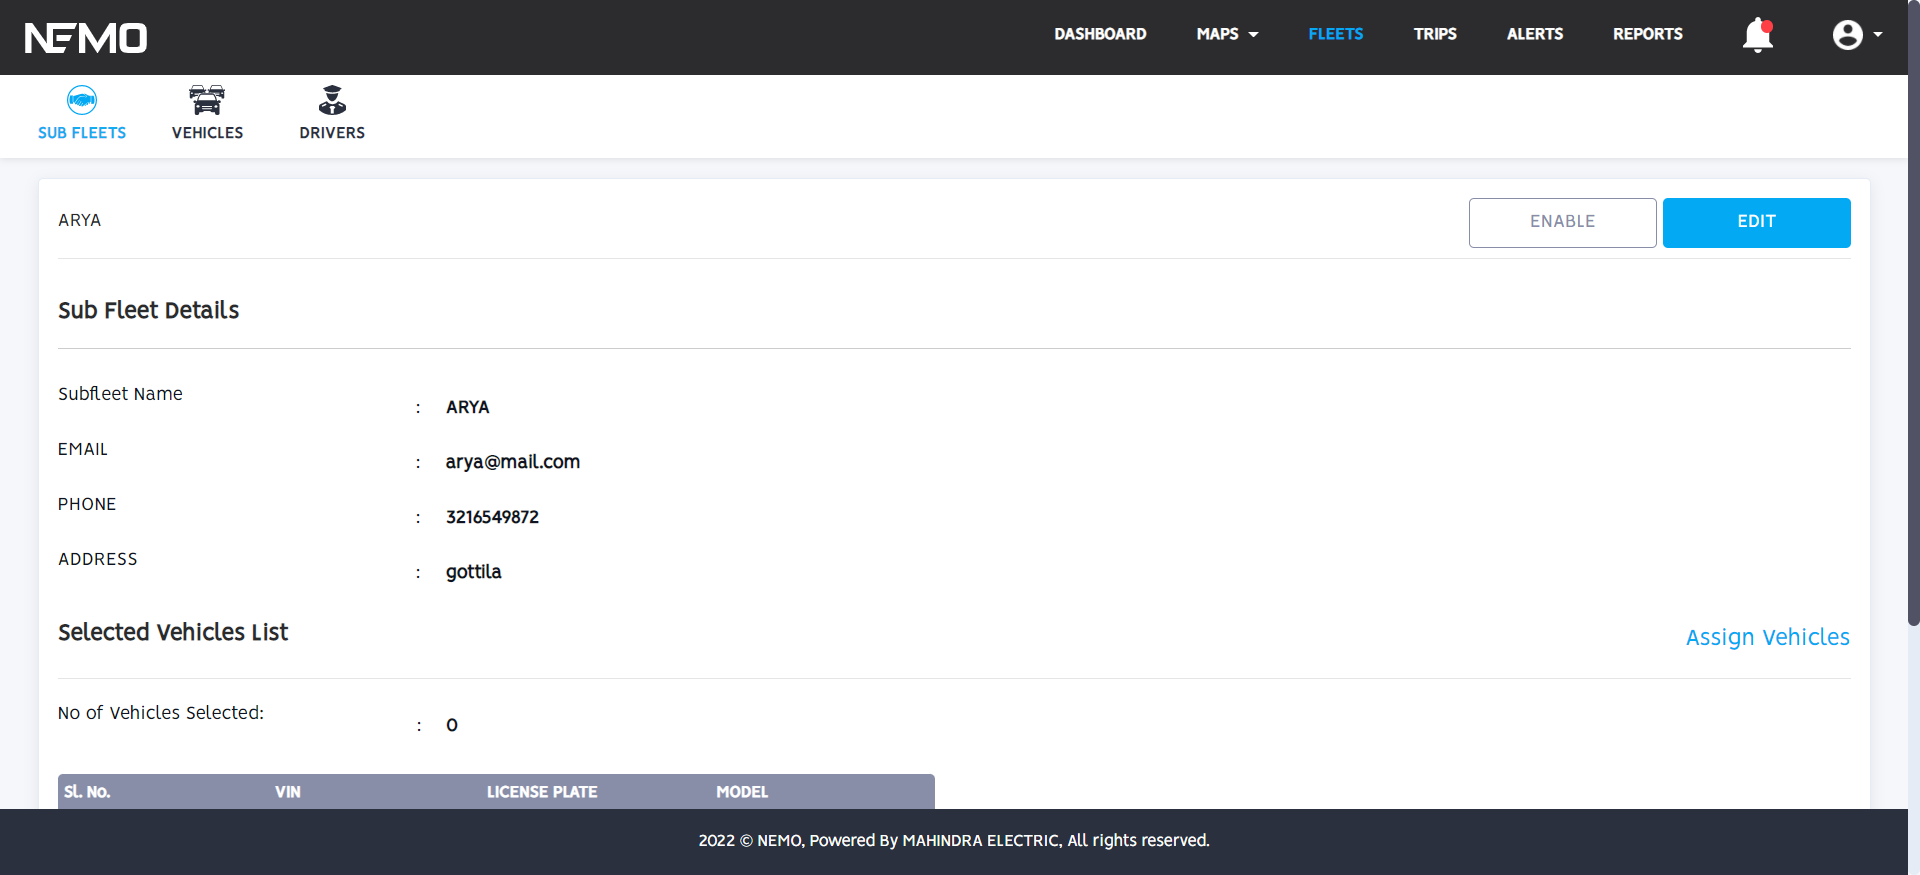 NEMO
DASHBOARD MAPS FLEETS TRIPS ALERTS REPORTS
SUB FLEETS VEHICLES DRIVERS
ARYA
ENABLE EDIT
Sub Fleet Details
Subfleet Name : ARYA
EMAIL : arya@mail.com
PHONE : 3216549872
ADDRESS : gottila
Selected Vehicles List
Assign Vehicles
No of Vehicles Selected: : 0
Sl. No. VIN LICENSE PLATE MODEL
2022 © NEMO, Powered By MAHINDRA ELECTRIC, All rights reserved.